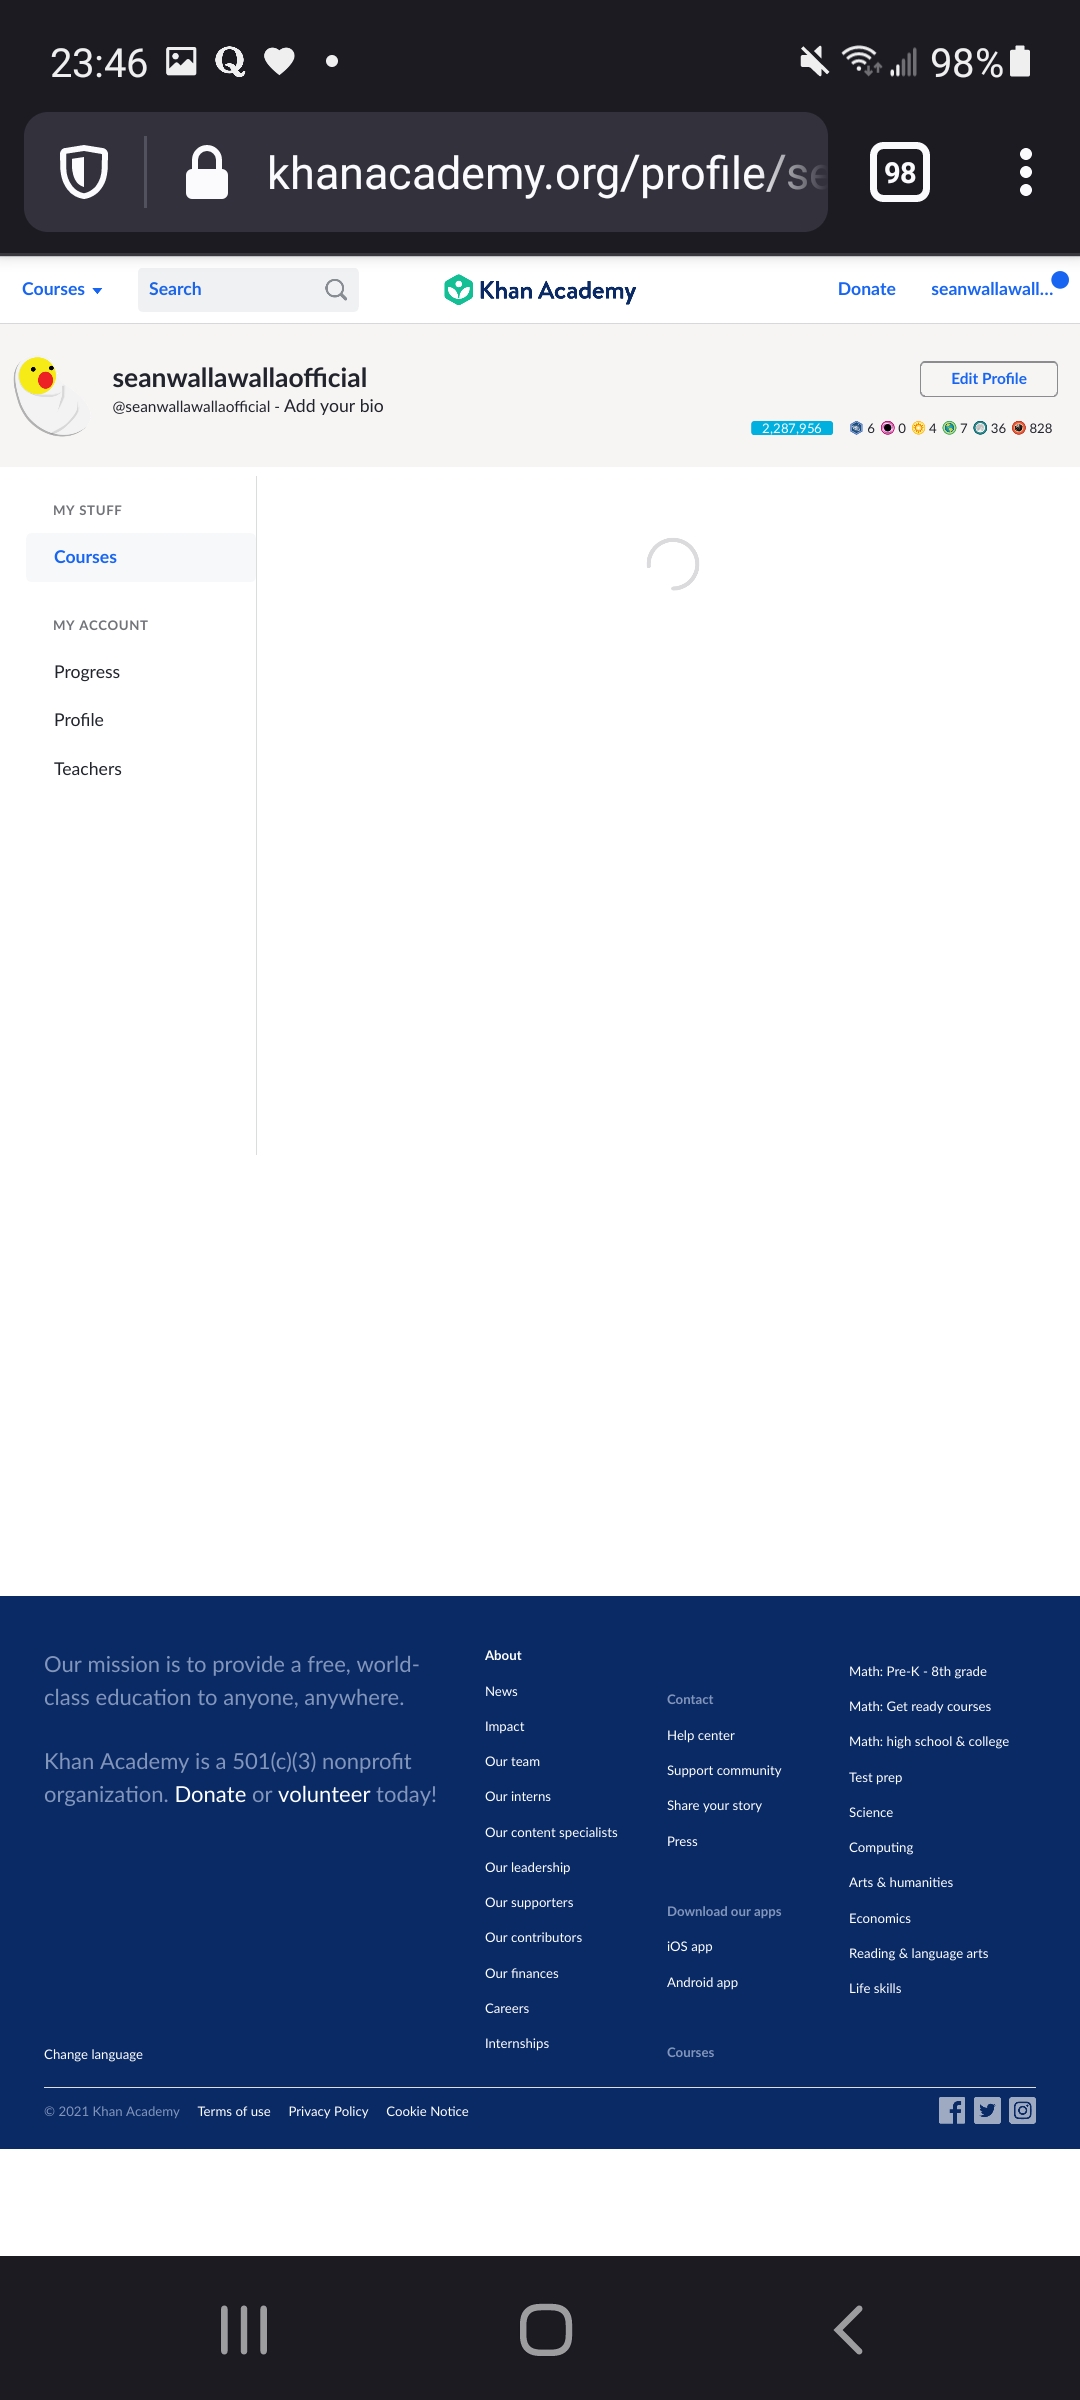 23:46
98%
khanacademy.org/profile/se
98
Courses
Search
Khan Academy
Donate
seanwallawall...
seanwallawallaofficial
@seanwallawallaofficial - Add your bio
Edit Profile
2,287,956
6 0 4 7 36 828
MY STUFF
Courses
MY ACCOUNT
Progress
Profile
Teachers
Our mission is to provide a free, world-
class education to anyone, anywhere.
Khan Academy is a 501(c)(3) nonprofit
organization. Donate or volunteer today!
Change language
About
News
Impact
Our team
Our interns
Our content specialists
Our leadership
Our supporters
Our contributors
Our finances
Careers
Internships
Contact
Help center
Support community
Share your story
Press
Download our apps
iOS app
Android app
Courses
Math: Pre-K - 8th grade
Math: Get ready courses
Math: high school & college
Test prep
Science
Computing
Arts & humanities
Economics
Reading & language arts
Life skills
© 2021 Khan Academy Terms of use Privacy Policy Cookie Notice